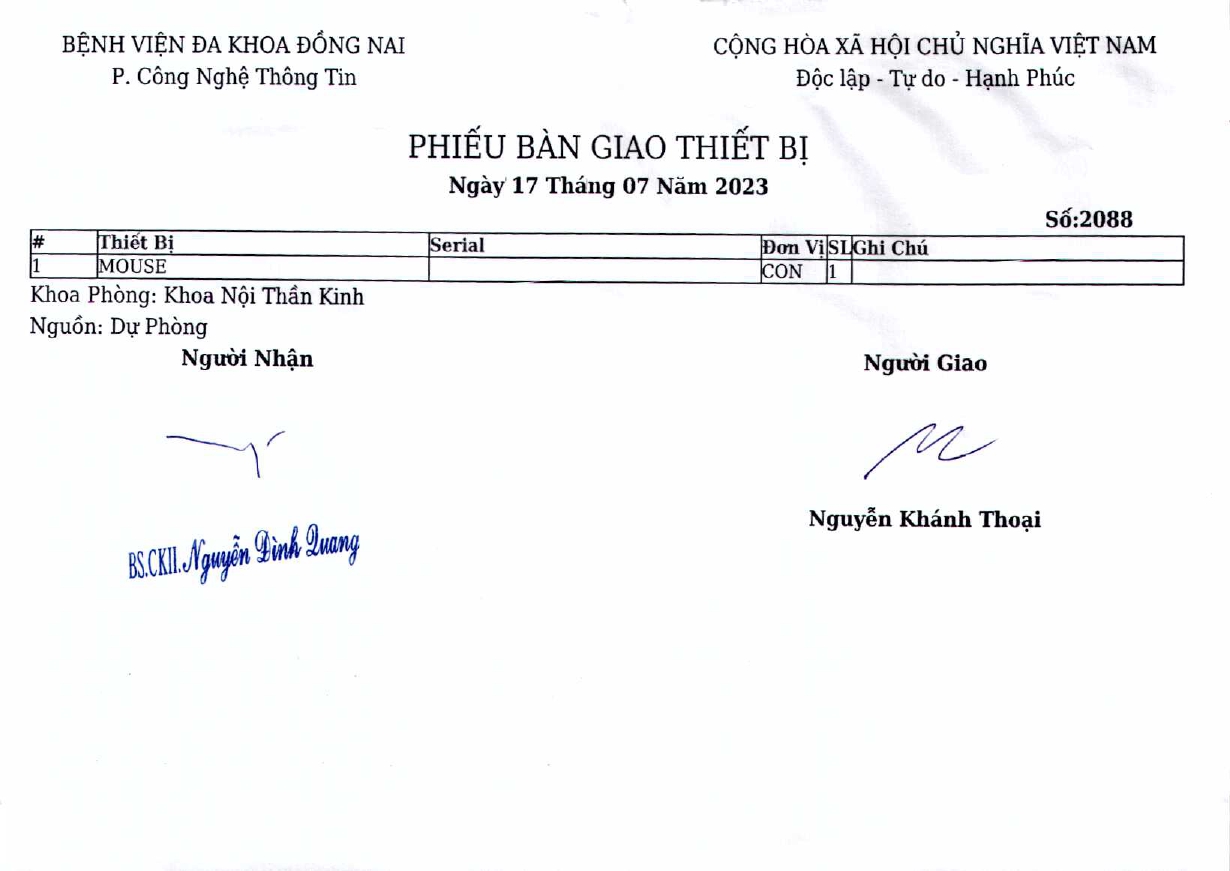 BỆNH VIỆN ĐA KHOA ĐỒNG NAI
P. Công Nghệ Thông Tin
CỘNG HÒA XÃ HỘI CHỦ NGHĨA VIỆT NAM
Độc lập - Tự do - Hạnh Phúc
PHIẾU BÀN GIAO THIẾT BỊ
Ngày 17 Tháng 07 Năm 2023
Số:2088
# Thiết Bị Serial Đơn Vị SL Ghi Chú
1 MOUSE CON 1
Khoa Phòng: Khoa Nội Thần Kinh
Nguồn: Dự Phòng
Người Nhận Người Giao
Nguyễn Khánh Thoại
BS.CKII. Nguyễn Đình Quang